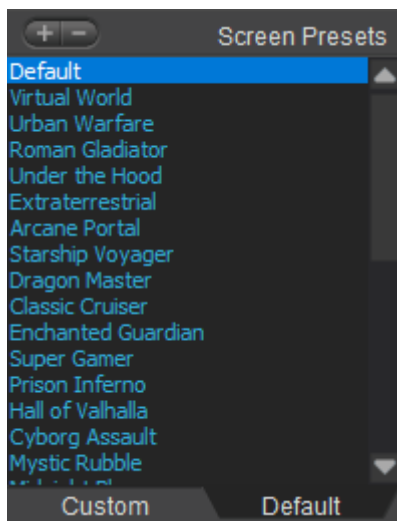 + −
Screen Presets
Default
Virtual World
Urban Warfare
Roman Gladiator
Under the Hood
Extraterrestrial
Arcane Portal
Starship Voyager
Dragon Master
Classic Cruiser
Enchanted Guardian
Super Gamer
Prison Inferno
Hall of Valhalla
Cyborg Assault
Mystic Rubble
Custom
Default